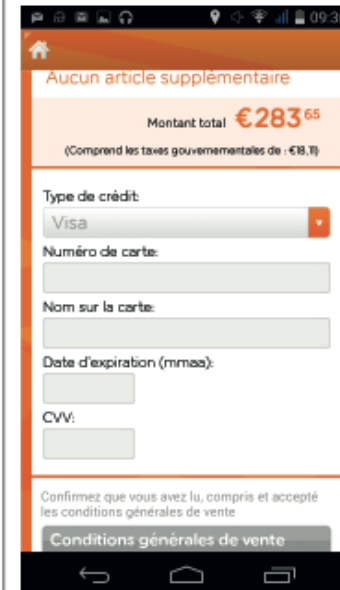 09:3
Aucun article supplémentaire
Montant total €283 65
(Comprend les taxes gouvernementales de : €18,11)
Type de crédit:
Visa
Numéro de carte:
Nom sur la carte:
Date d'expiration (mmaa):
CVV:
Confirmez que vous avez lu, compris et accepté
les conditions générales de vente
Conditions générales de vente